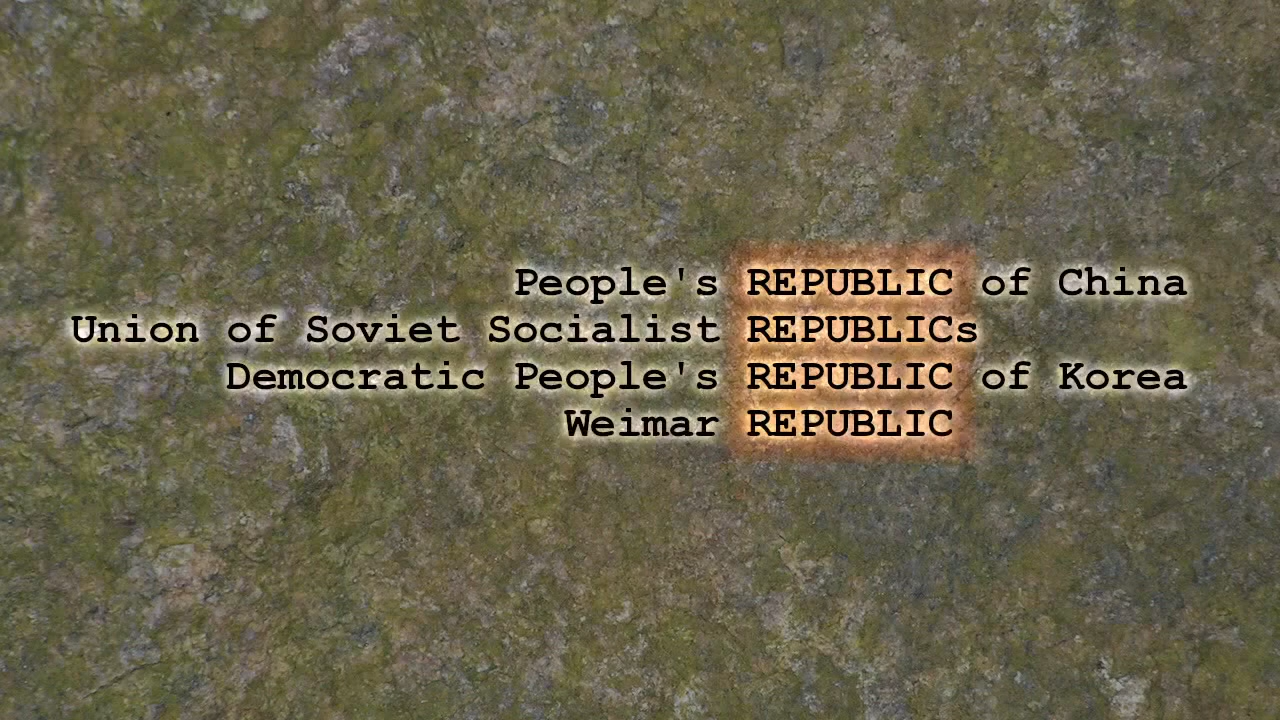 People's REPUBLIC of China
Union of Soviet Socialist REPUBLICs
Democratic People's REPUBLIC of Korea
Weimar REPUBLIC